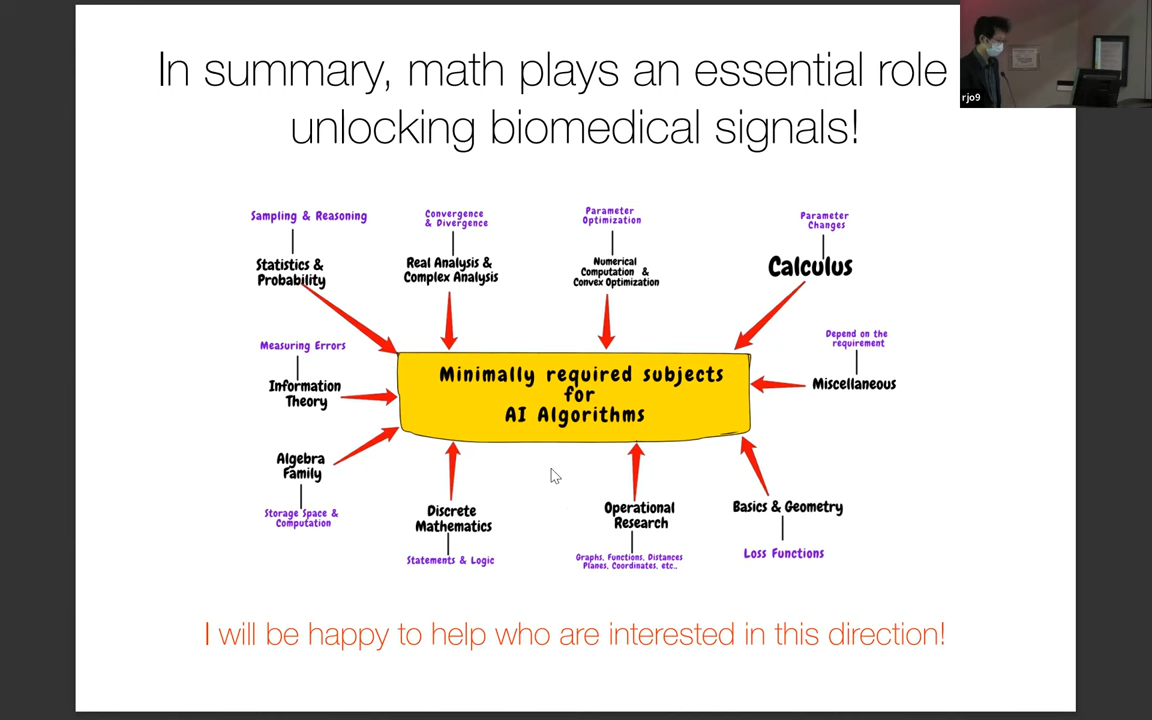 In summary, math plays an essential role
unlocking biomedical signals!
rjo9
Sampling & Reasoning
Statistics &
Probability
Convergence
& Divergence
Real Analysis &
Complex Analysis
Parameter
Optimization
Numerical
Computation &
Convex Optimization
Parameter
Changes
Calculus
Measuring Errors
Information
Theory
Minimally required subjects
for
AI Algorithms
Depend on the
requirement
Miscellaneous
Algebra
Family
Storage Space &
Computation
Discrete
Mathematics
Statements & Logic
Operational
Research
Graphs, Functions, Distances
Planes, Coordinates, etc..
Basics & Geometry
Loss Functions
I will be happy to help who are interested in this direction!